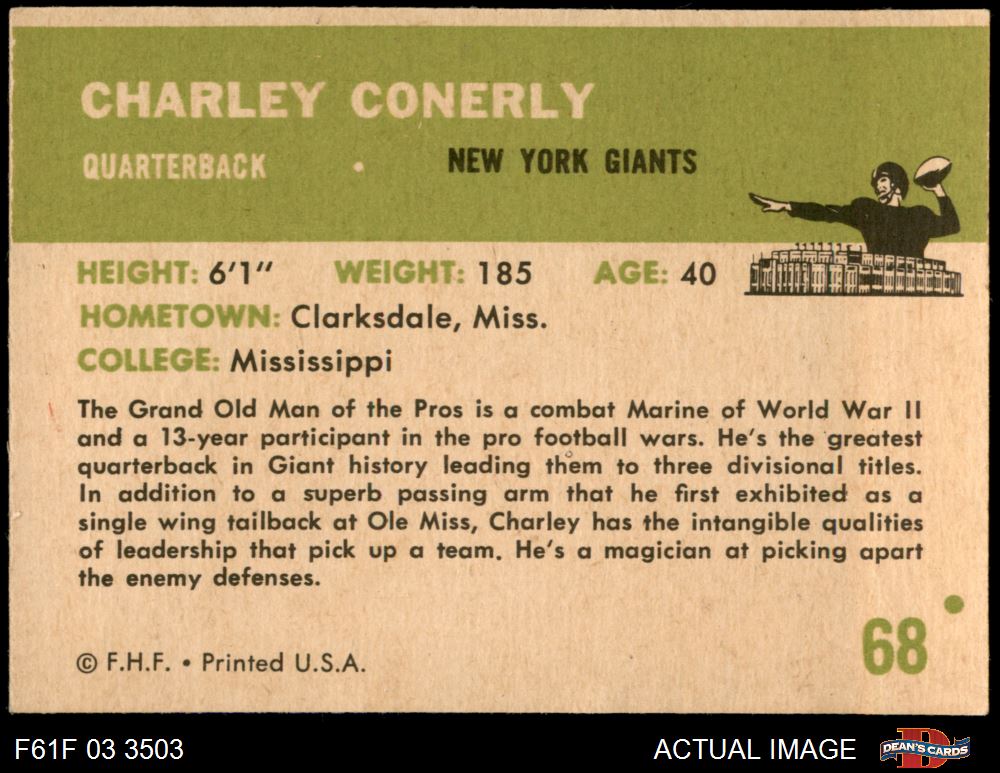 CHARLEY CONERLY
QUARTERBACK • NEW YORK GIANTS
HEIGHT: 6'1" WEIGHT: 185 AGE: 40
HOMETOWN: Clarksdale, Miss.
COLLEGE: Mississippi
The Grand Old Man of the Pros is a combat Marine of World War II
and a 13-year participant in the pro football wars. He's the greatest
quarterback in Giant history leading them to three divisional titles.
In addition to a superb passing arm that he first exhibited as a
single wing tailback at Ole Miss, Charley has the intangible qualities
of leadership that pick up a team. He's a magician at picking apart
the enemy defenses.
68
© F.H.F. • Printed U.S.A.
F61F 03 3503 ACTUAL IMAGE DEAN'S CARDS